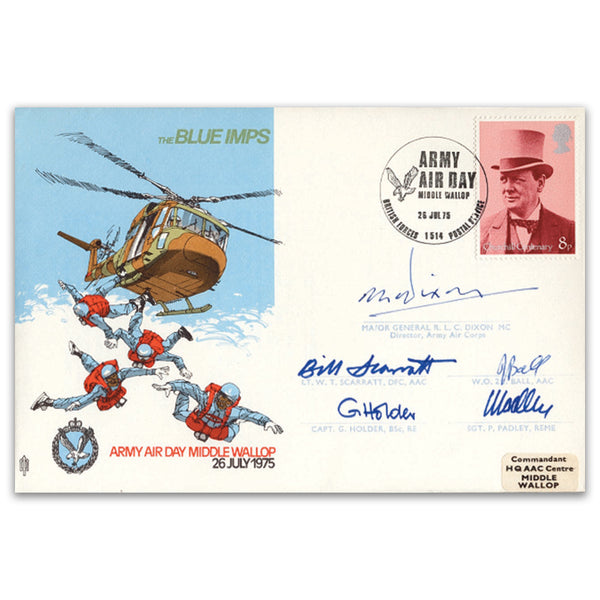 THE BLUE IMPS
ARMY
AIR DAY
MIDDLE WALLOP
26 JUL 75
BRITISH FORCES 1514 POSTAL SERVICE
Churchill Centenary 8p
MAJOR GENERAL R. L. C. DIXON MC
Director, Army Air Corps
Bill Scarratt
LT. W. T. SCARRATT, DFC, AAC
J Ball
W.O. 2 J. BALL, AAC
G Holder
CAPT. G. HOLDER, BSc, RE
SGT. P. PADLEY, REME
ARMY AIR DAY MIDDLE WALLOP
26 JULY 1975
Commandant
HQ AAC Centre
MIDDLE
WALLOP